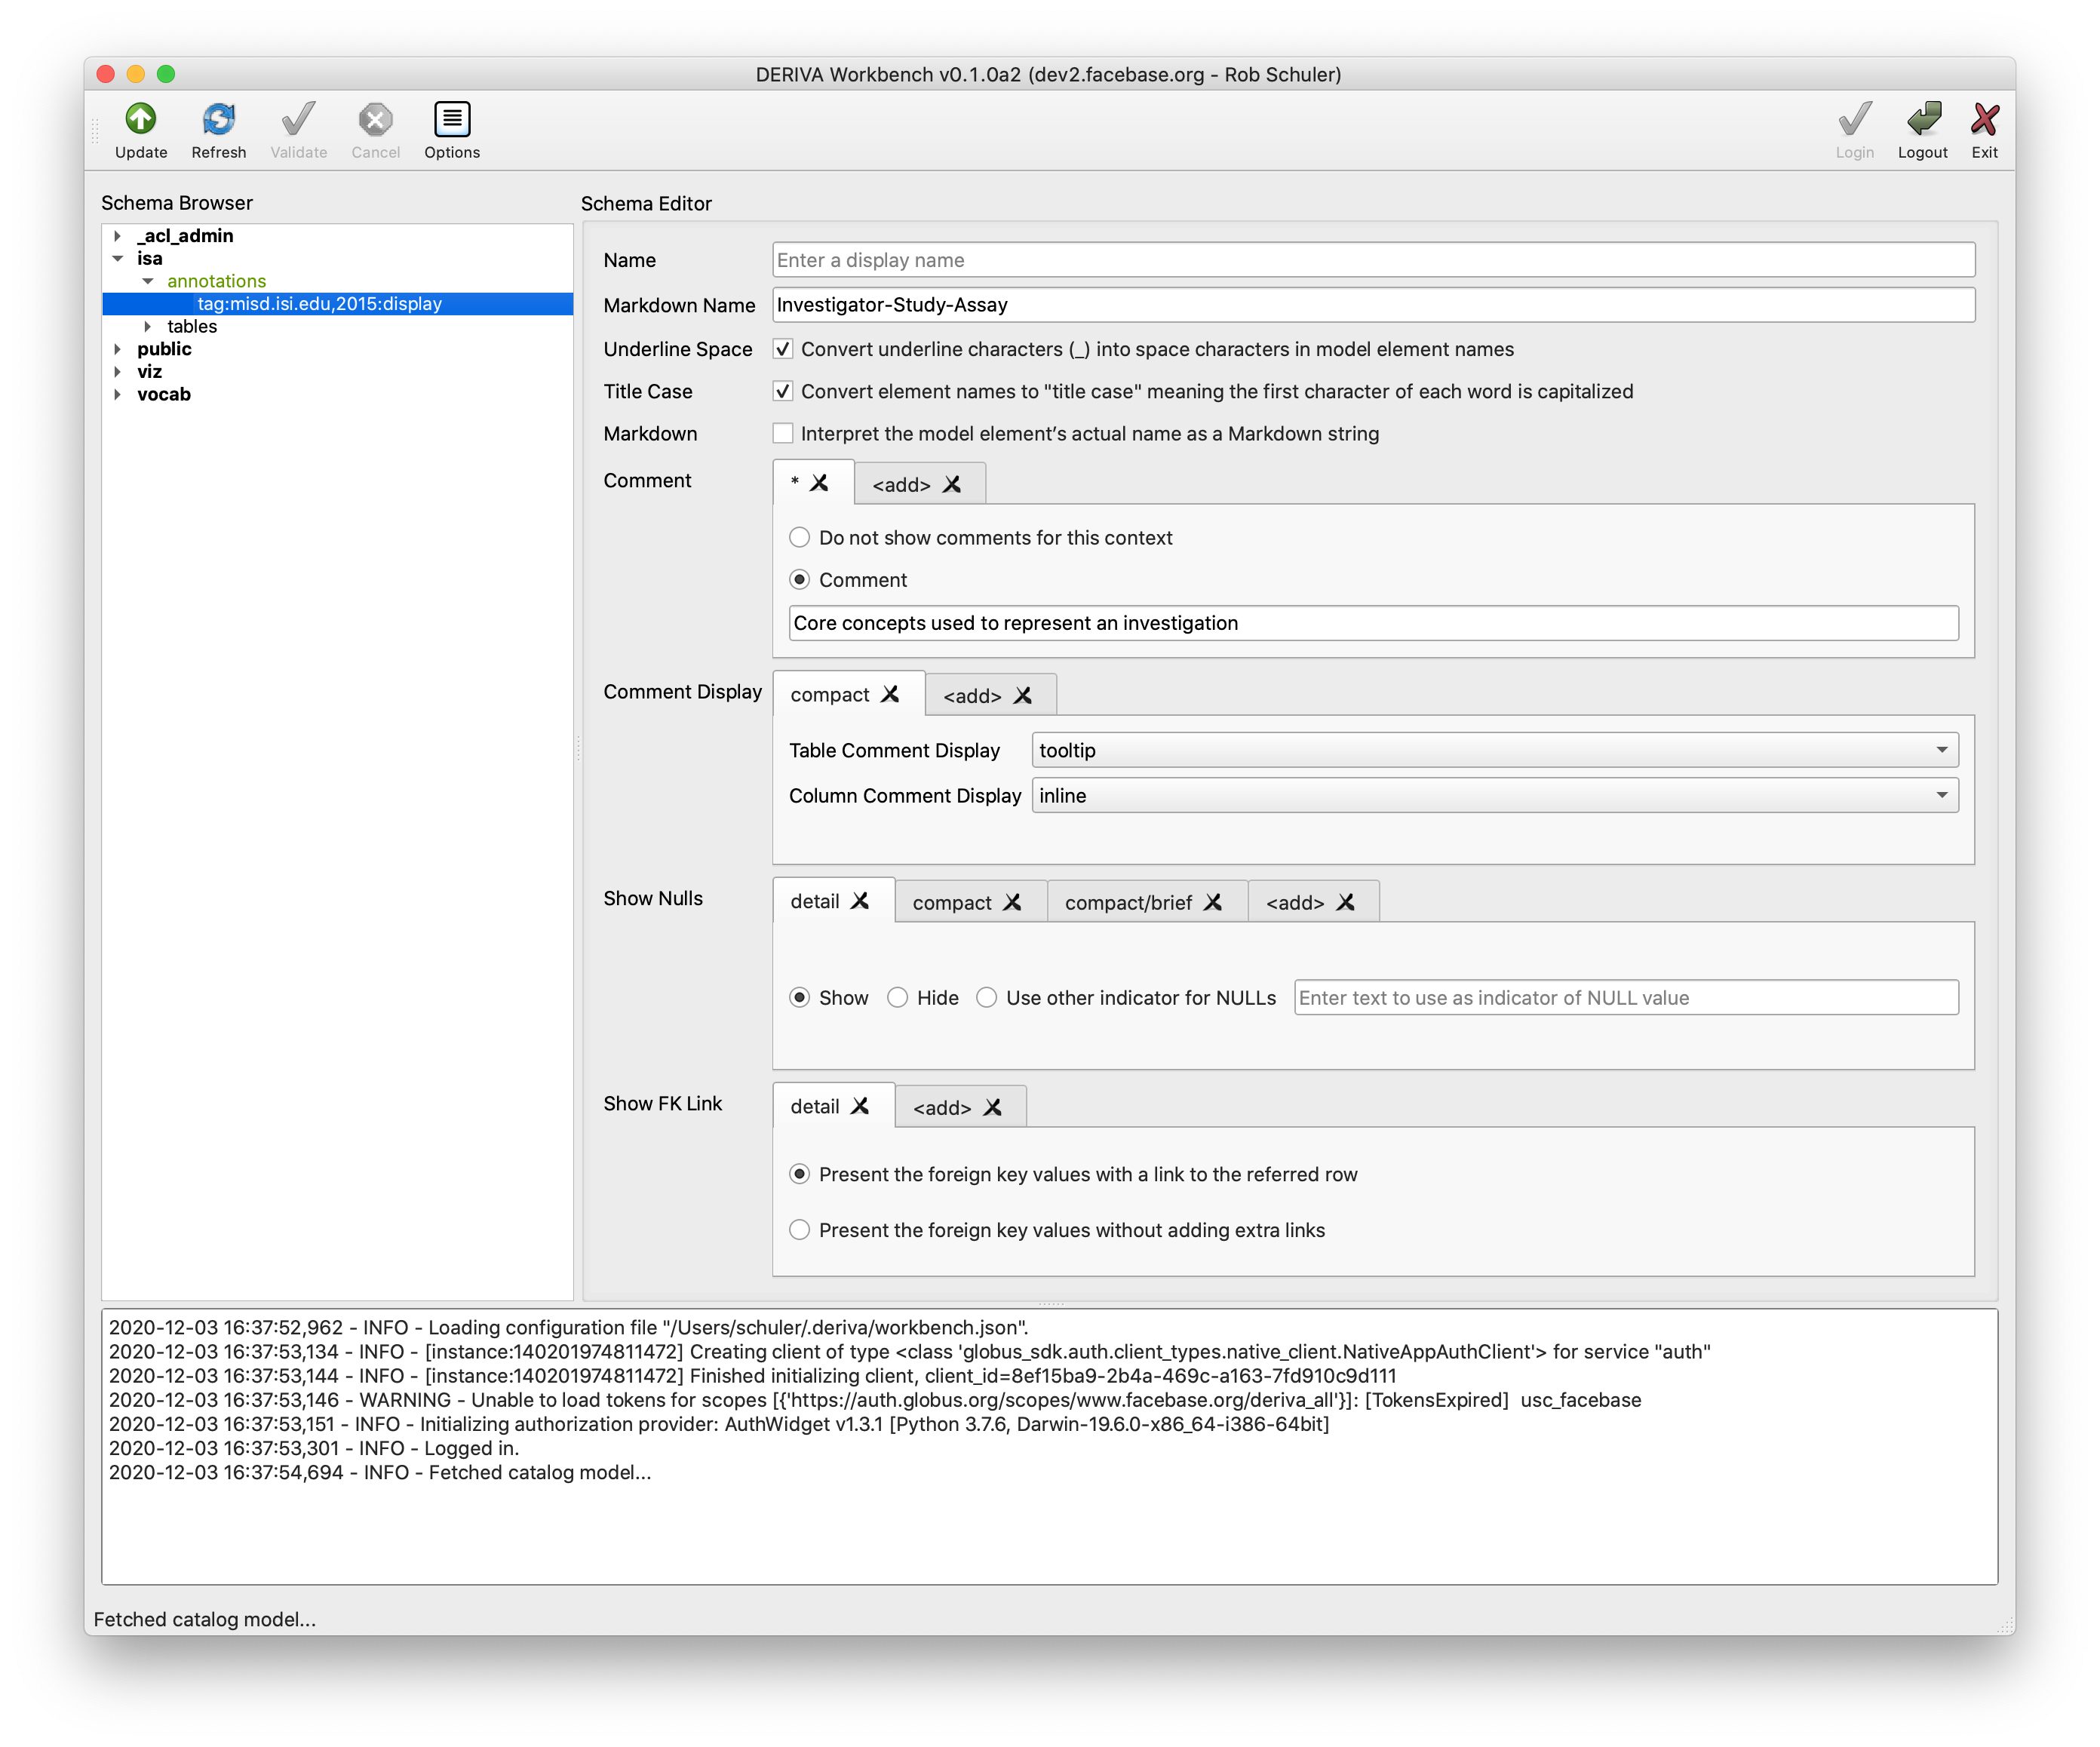 DERIVA Workbench v0.1.0a2 (dev2.facebase.org - Rob Schuler)
Update Refresh Validate Cancel Options Login Logout Exit
Schema Browser
_acl_admin
isa
annotations
tag:misd.isi.edu,2015:display
tables
public
viz
vocab
Schema Editor
Name Enter a display name
Markdown Name Investigator-Study-Assay
Underline Space Convert underline characters (_) into space characters in model element names
Title Case Convert element names to "title case" meaning the first character of each word is capitalized
Markdown Interpret the model element’s actual name as a Markdown string
Comment * <add>
Do not show comments for this context
Comment
Core concepts used to represent an investigation
Comment Display compact <add>
Table Comment Display tooltip
Column Comment Display inline
Show Nulls detail compact compact/brief <add>
Show Hide Use other indicator for NULLs Enter text to use as indicator of NULL value
Show FK Link detail <add>
Present the foreign key values with a link to the referred row
Present the foreign key values without adding extra links
2020-12-03 16:37:52,962 - INFO - Loading configuration file "/Users/schuler/.deriva/workbench.json".
2020-12-03 16:37:53,134 - INFO - [instance:140201974811472] Creating client of type <class 'globus_sdk.auth.client_types.native_client.NativeAppAuthClient'> for service "auth"
2020-12-03 16:37:53,144 - INFO - [instance:140201974811472] Finished initializing client, client_id=8ef15ba9-2b4a-469c-a163-7fd910c9d111
2020-12-03 16:37:53,146 - WARNING - Unable to load tokens for scopes [{'https://auth.globus.org/scopes/www.facebase.org/deriva_all'}]: [TokensExpired]  usc_facebase
2020-12-03 16:37:53,151 - INFO - Initializing authorization provider: AuthWidget v1.3.1 [Python 3.7.6, Darwin-19.6.0-x86_64-i386-64bit]
2020-12-03 16:37:53,301 - INFO - Logged in.
2020-12-03 16:37:54,694 - INFO - Fetched catalog model...
Fetched catalog model...